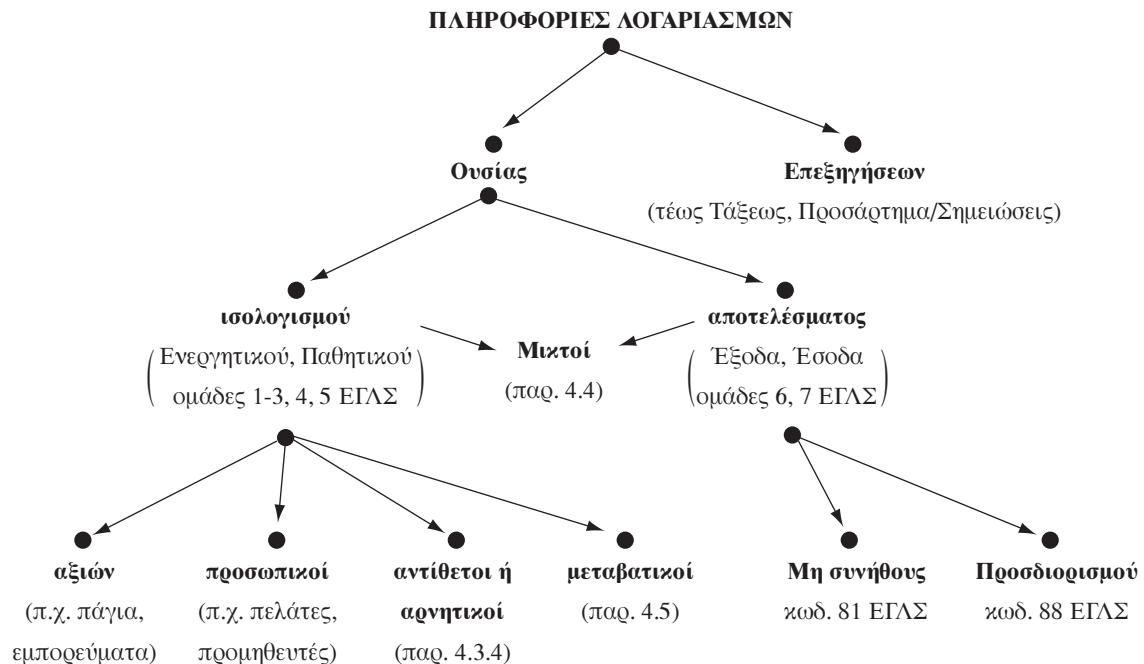 ΠΛΗΡΟΦΟΡΙΕΣ ΛΟΓΑΡΙΑΣΜΩΝ
Ουσίας
Επεξηγήσεων
(τέως Τάξεως, Προσάρτημα/Σημειώσεις)
ισολογισμού
(Ενεργητικού, Παθητικού
ομάδες 1-3, 4, 5 ΕΓΛΣ)
Μικτοί
(παρ. 4.4)
αποτελέσματος
(Έξοδα, Έσοδα
ομάδες 6, 7 ΕΓΛΣ)
αξιών
(π.χ. πάγια,
εμπορεύματα)
προσωπικοί
(π.χ. πελάτες,
προμηθευτές)
αντίθετοι ή
αρνητικοί
(παρ. 4.3.4)
μεταβατικοί
(παρ. 4.5)
Μη συνήθους
κωδ. 81 ΕΓΛΣ
Προσδιορισμού
κωδ. 88 ΕΓΛΣ